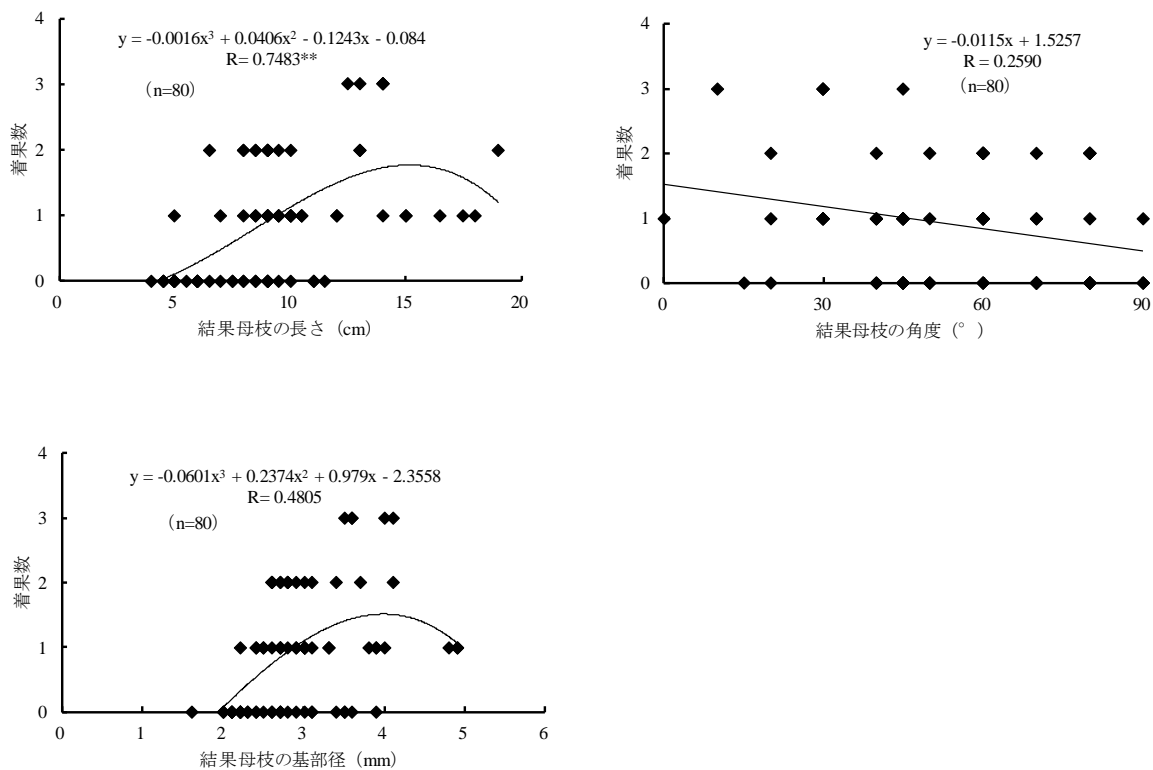 y = -0.0016x³ + 0.0406x² - 0.1243x - 0.084
R= 0.7483**
(n=80)
着果数
4
3
2
1
0
0 5 10 15 20
結果母枝の長さ (cm)
y = -0.0115x + 1.5257
R = 0.2590
(n=80)
着果数
4
3
2
1
0
0 30 60 90
結果母枝の角度 (°)
y = -0.0601x³ + 0.2374x² + 0.979x - 2.3558
R= 0.4805
(n=80)
着果数
4
3
2
1
0
0 1 2 3 4 5 6
結果母枝の基部径 (mm)